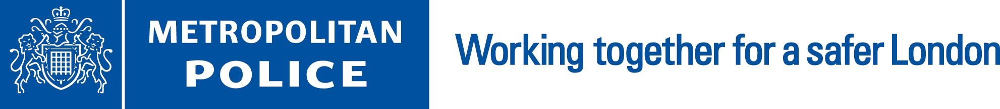 METROPOLITAN
POLICE
Working together for a safer London